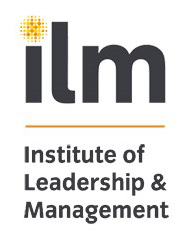 ilm
Institute of
Leadership &
Management